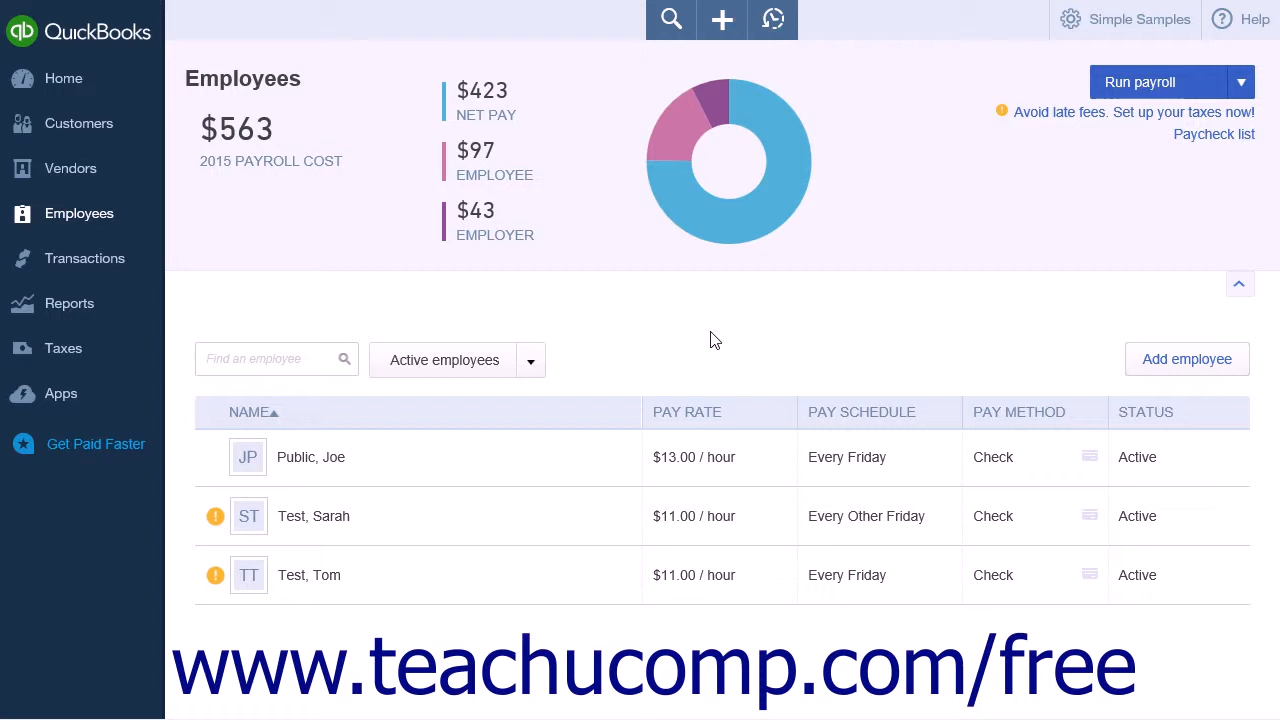 qb QuickBooks
Simple Samples
Help
Home
Customers
Vendors
Employees
Transactions
Reports
Taxes
Apps
Get Paid Faster
Employees
$563
2015 PAYROLL COST
$423
NET PAY
$97
EMPLOYEE
$43
EMPLOYER
Run payroll
Avoid late fees. Set up your taxes now!
Paycheck list
Find an employee
Active employees
Add employee
NAME PAY RATE PAY SCHEDULE PAY METHOD STATUS
JP Public, Joe $13.00 / hour Every Friday Check Active
! ST Test, Sarah $11.00 / hour Every Other Friday Check Active
! TT Test, Tom $11.00 / hour Every Friday Check Active
www.teachucomp.com/free